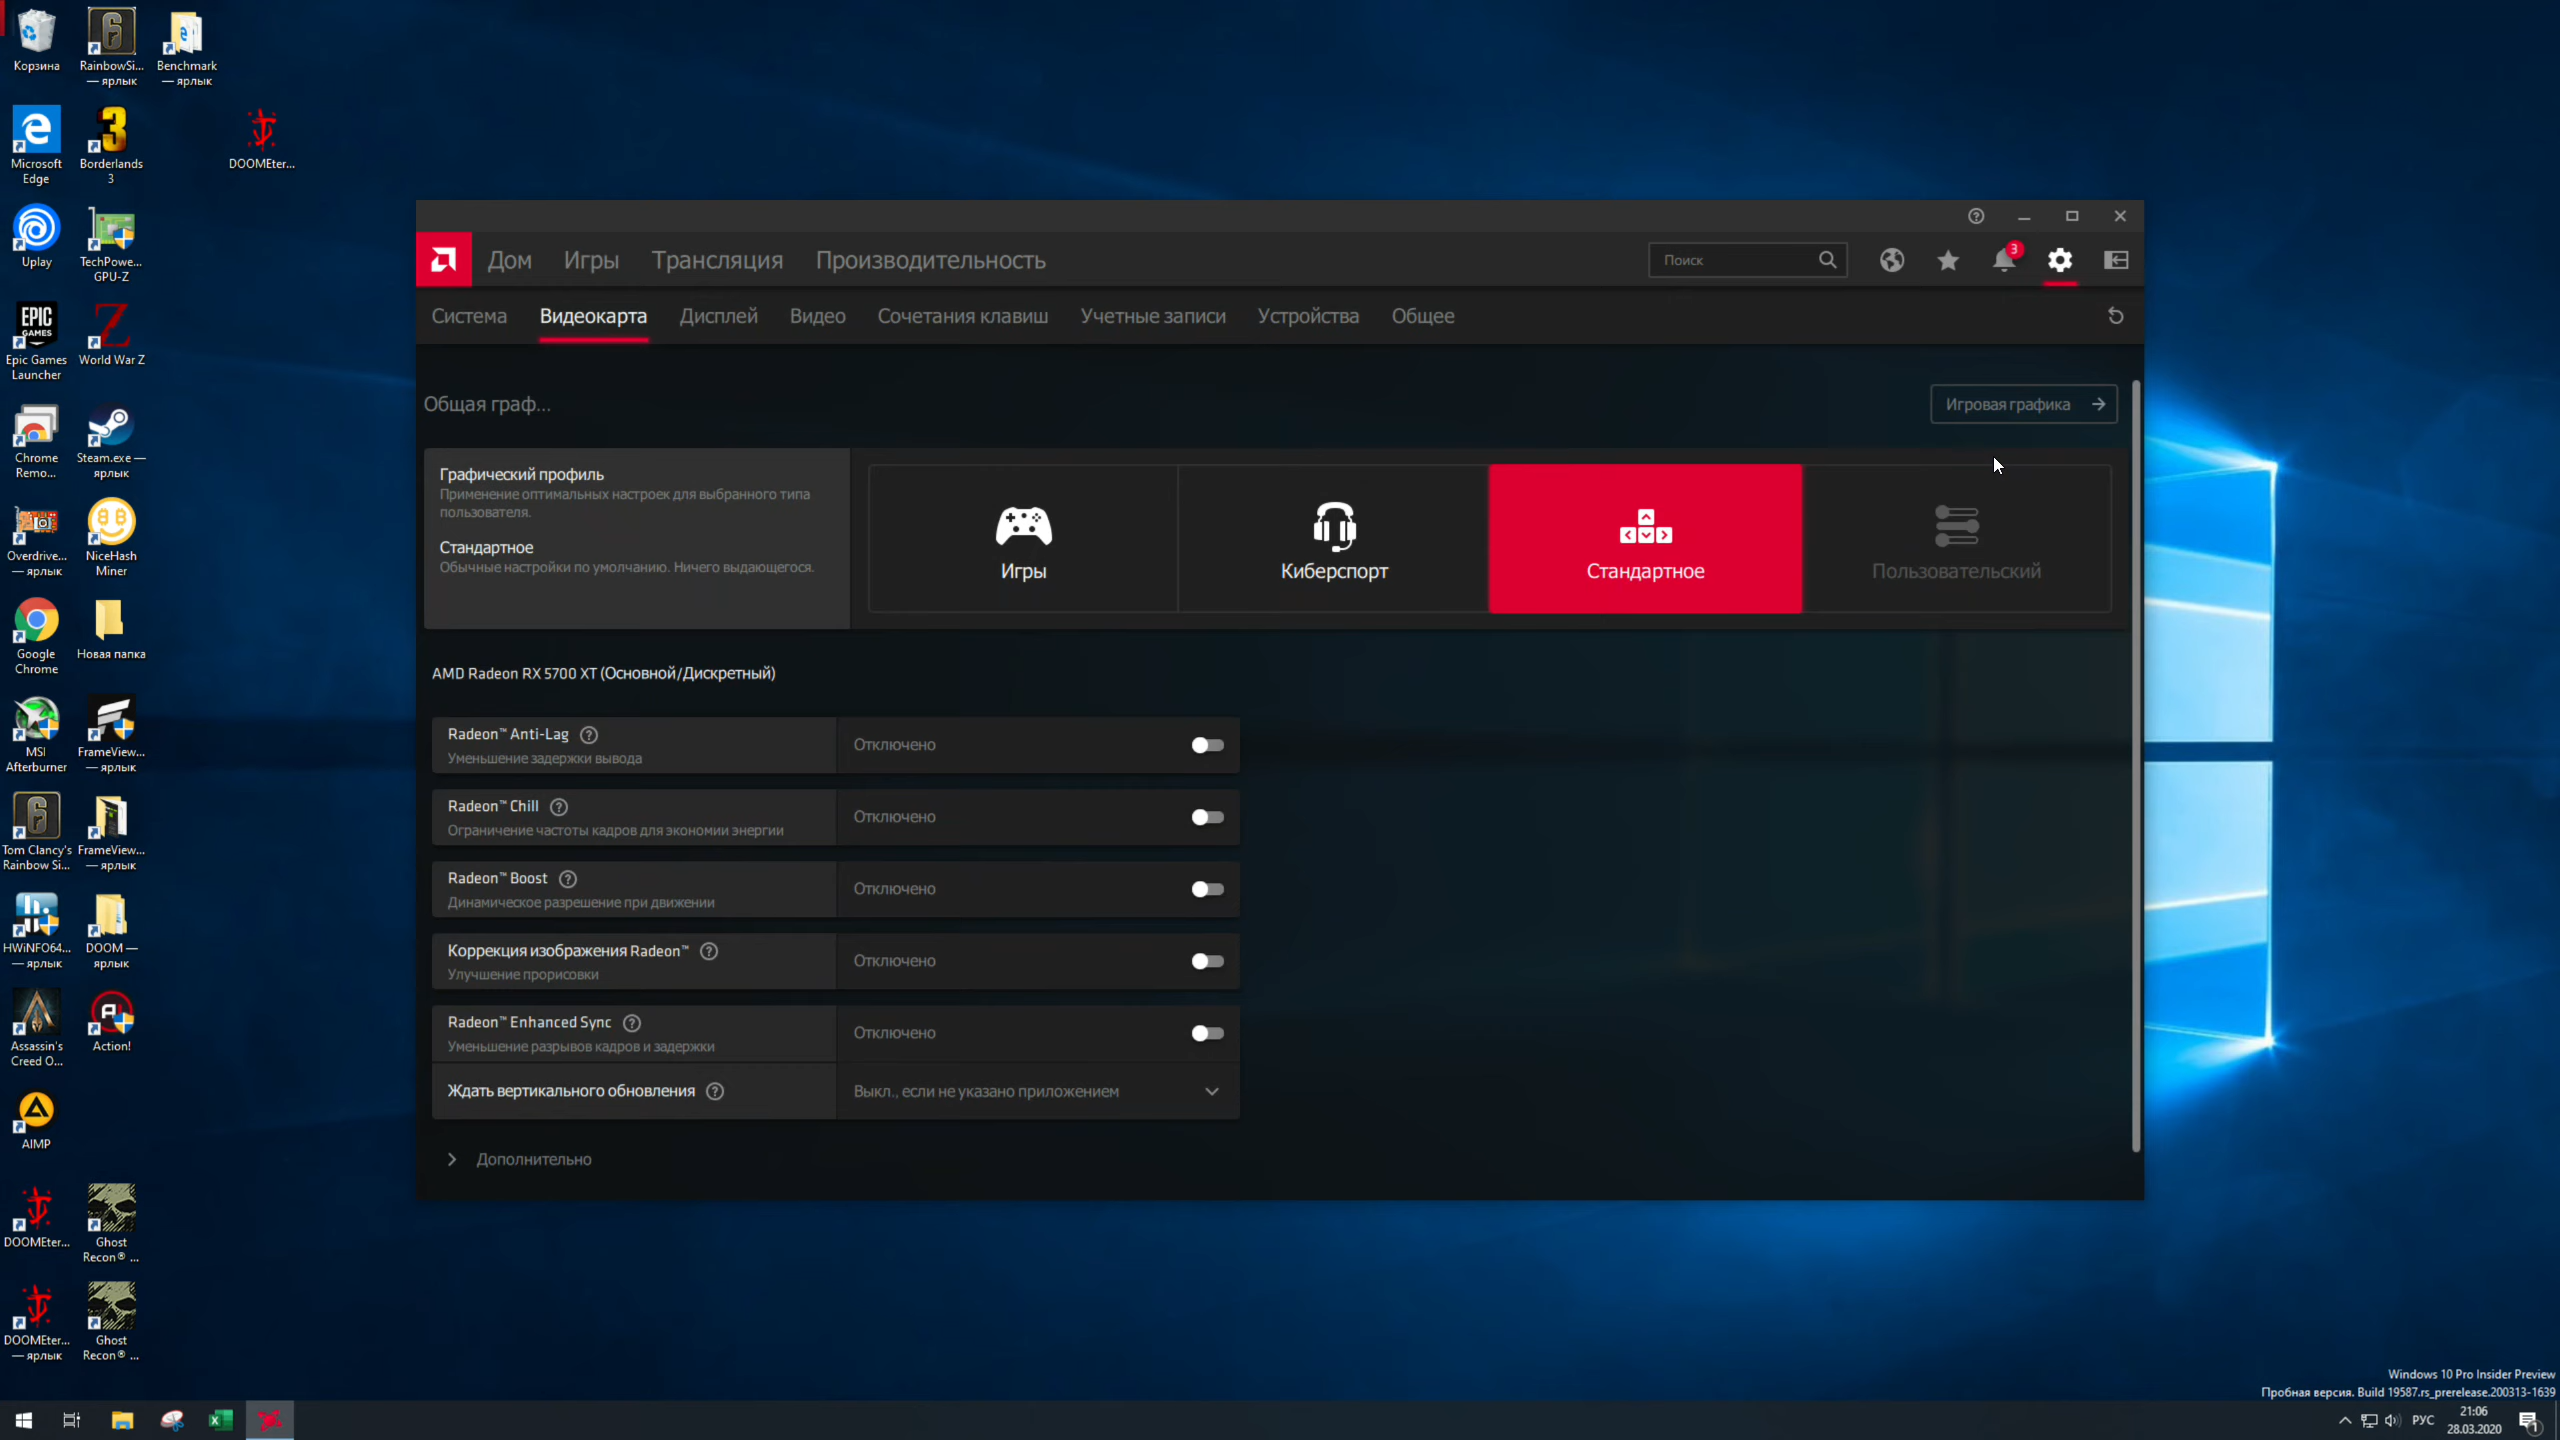 Корзина
RainbowSi...
— ярлык
Benchmark
— ярлык
Microsoft
Edge
Borderlands
3
DOOMEter...
Uplay
TechPowe...
GPU-Z
Epic Games
Launcher
World War Z
Chrome
Remo...
Steam.exe —
ярлык
Overdrive...
— ярлык
NiceHash
Miner
Google
Chrome
Новая папка
MSI
Afterburner
FrameView...
— ярлык
Tom Clancy's
Rainbow Si...
FrameView...
— ярлык
HWiNFO64...
— ярлык
DOOM —
ярлык
Assassin's
Creed O...
Action!
AIMP
DOOMEter...
Ghost
Recon® ...
DOOMEter...
— ярлык
Ghost
Recon® ...
Дом Игры Трансляция Производительность
Поиск
3
Система Видеокарта Дисплей Видео Сочетания клавиш Учетные записи Устройства Общее
Общая граф...
Игровая графика
Графический профиль
Применение оптимальных настроек для выбранного типа
пользователя.
Стандартное
Обычные настройки по умолчанию. Ничего выдающегося.
Игры
Киберспорт
Стандартное
Пользовательский
AMD Radeon RX 5700 XT (Основной/Дискретный)
Radeon™ Anti-Lag
Уменьшение задержки вывода
Отключено
Radeon™ Chill
Ограничение частоты кадров для экономии энергии
Отключено
Radeon™ Boost
Динамическое разрешение при движении
Отключено
Коррекция изображения Radeon™
Улучшение прорисовки
Отключено
Radeon™ Enhanced Sync
Уменьшение разрывов кадров и задержки
Отключено
Ждать вертикального обновления
Выкл., если не указано приложением
Дополнительно
Windows 10 Pro Insider Preview
Пробная версия. Build 19587.rs_prerelease.200313-1639
РУС
21:06
28.03.2020
1